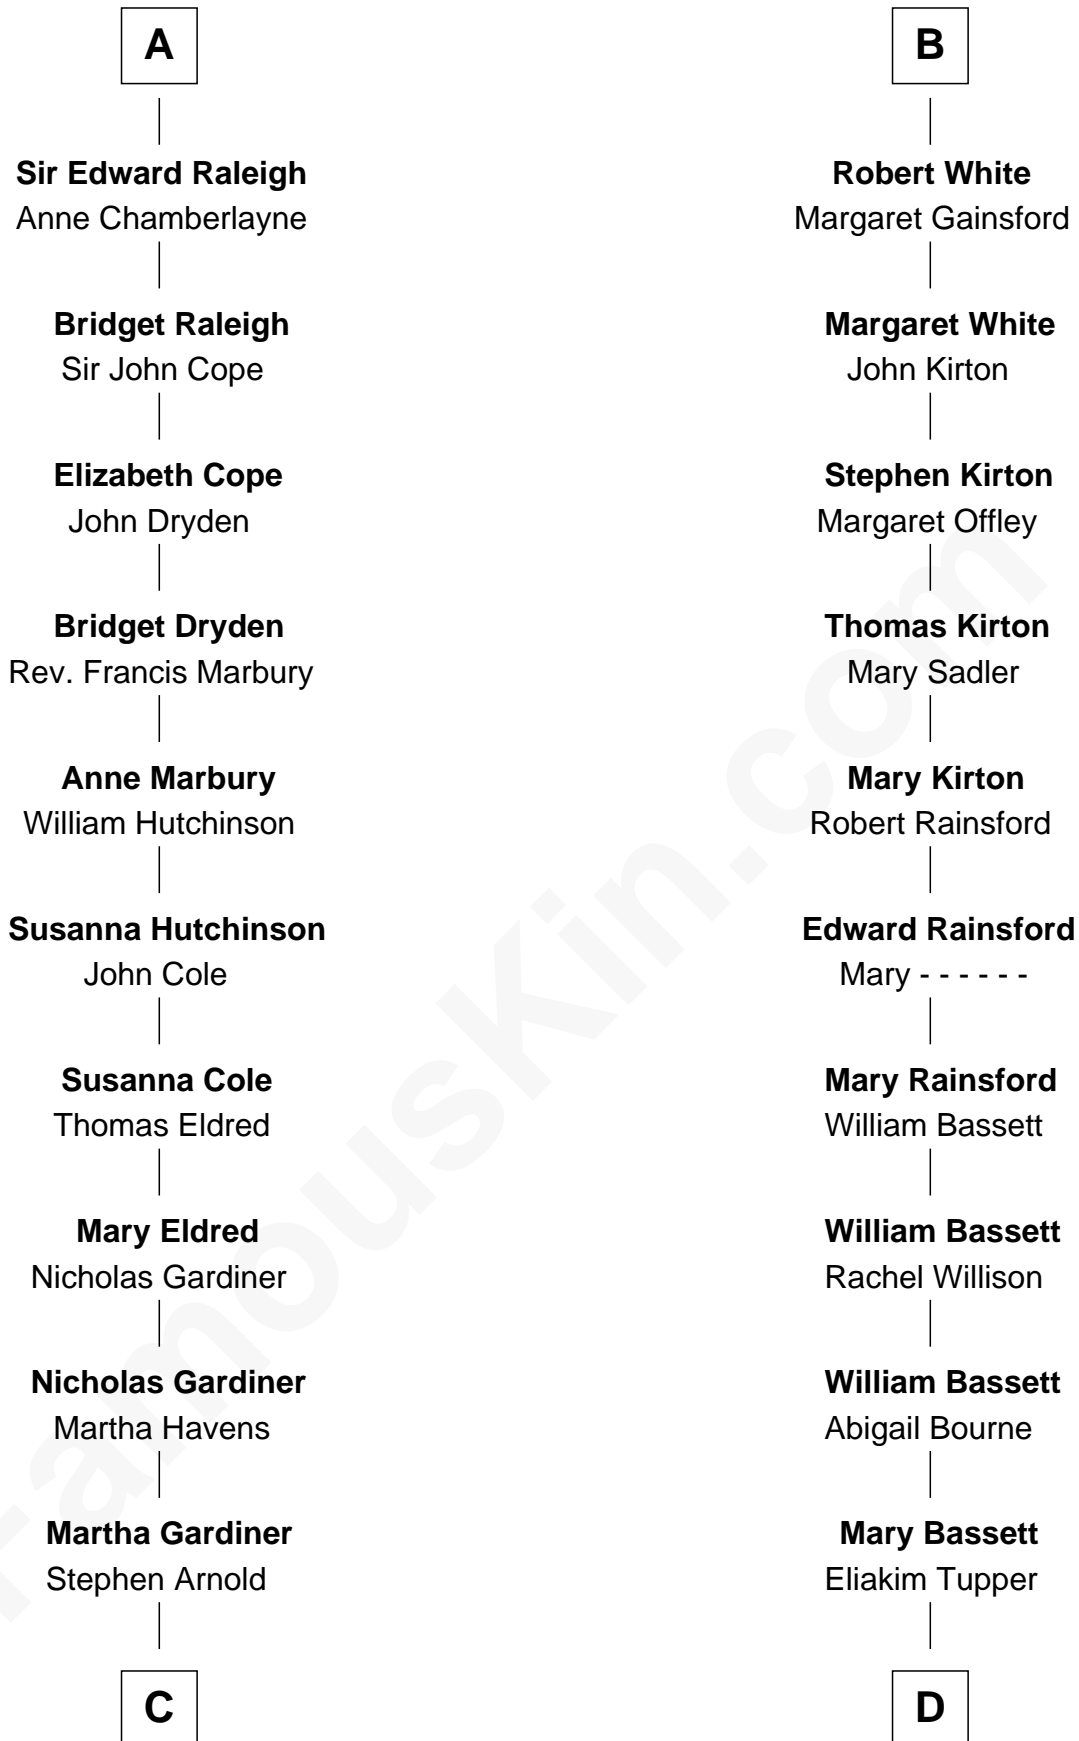 A
Sir Edward Raleigh
Anne Chamberlayne
Bridget Raleigh
Sir John Cope
Elizabeth Cope
John Dryden
Bridget Dryden
Rev. Francis Marbury
Anne Marbury
William Hutchinson
Susanna Hutchinson
John Cole
Susanna Cole
Thomas Eldred
Mary Eldred
Nicholas Gardiner
Nicholas Gardiner
Martha Havens
Martha Gardiner
Stephen Arnold
C
B
Robert White
Margaret Gainsford
Margaret White
John Kirton
Stephen Kirton
Margaret Offley
Thomas Kirton
Mary Sadler
Mary Kirton
Robert Rainsford
Edward Rainsford
Mary - - - - - -
Mary Rainsford
William Bassett
William Bassett
Rachel Willison
William Bassett
Abigail Bourne
Mary Bassett
Eliakim Tupper
D
FamousKin.com